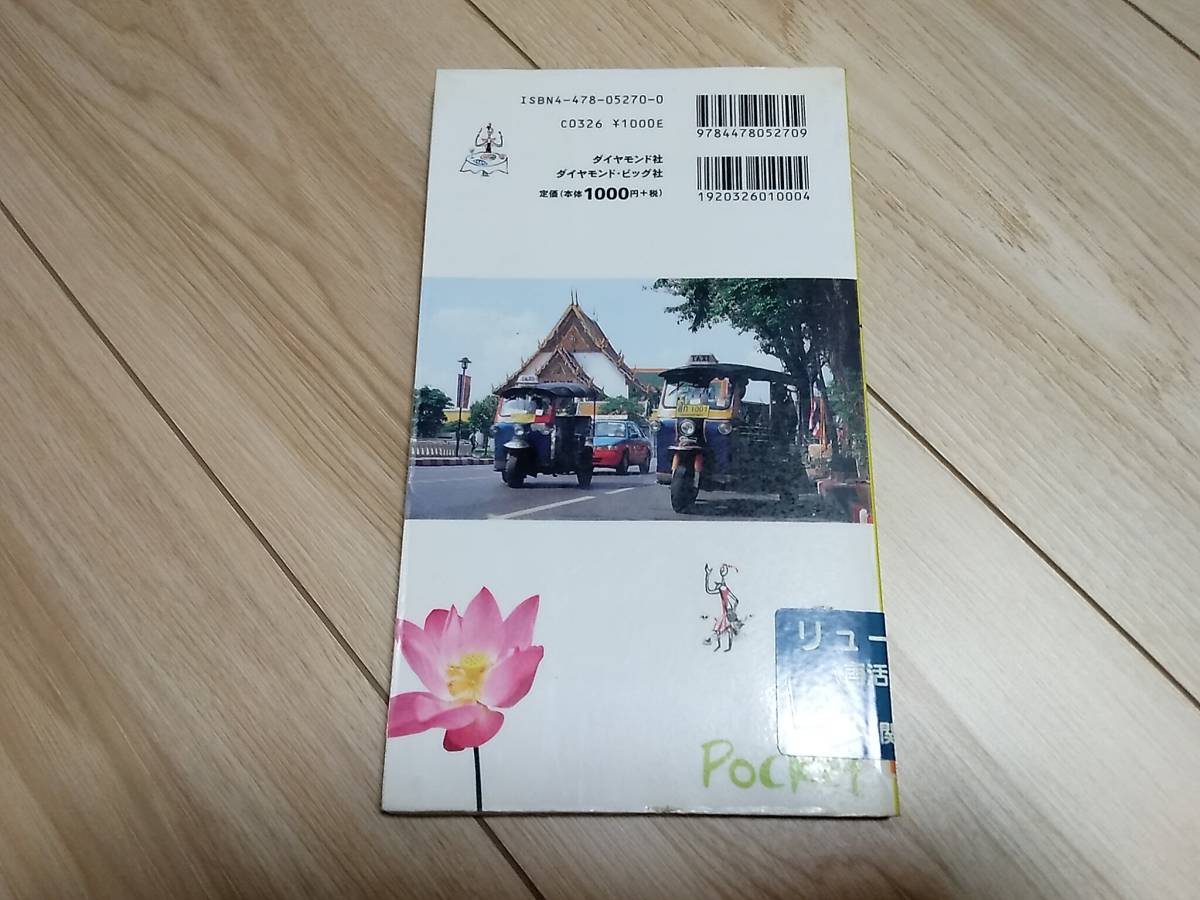 ISBN4-478-05270-0
C0326 ¥1000E
9784478052709
ダイヤモンド社
ダイヤモンド・ビッグ社
定価(本体1000円+税)
1920326010004
TAXI
TAXI
1001
リュー
活
関
Pocket